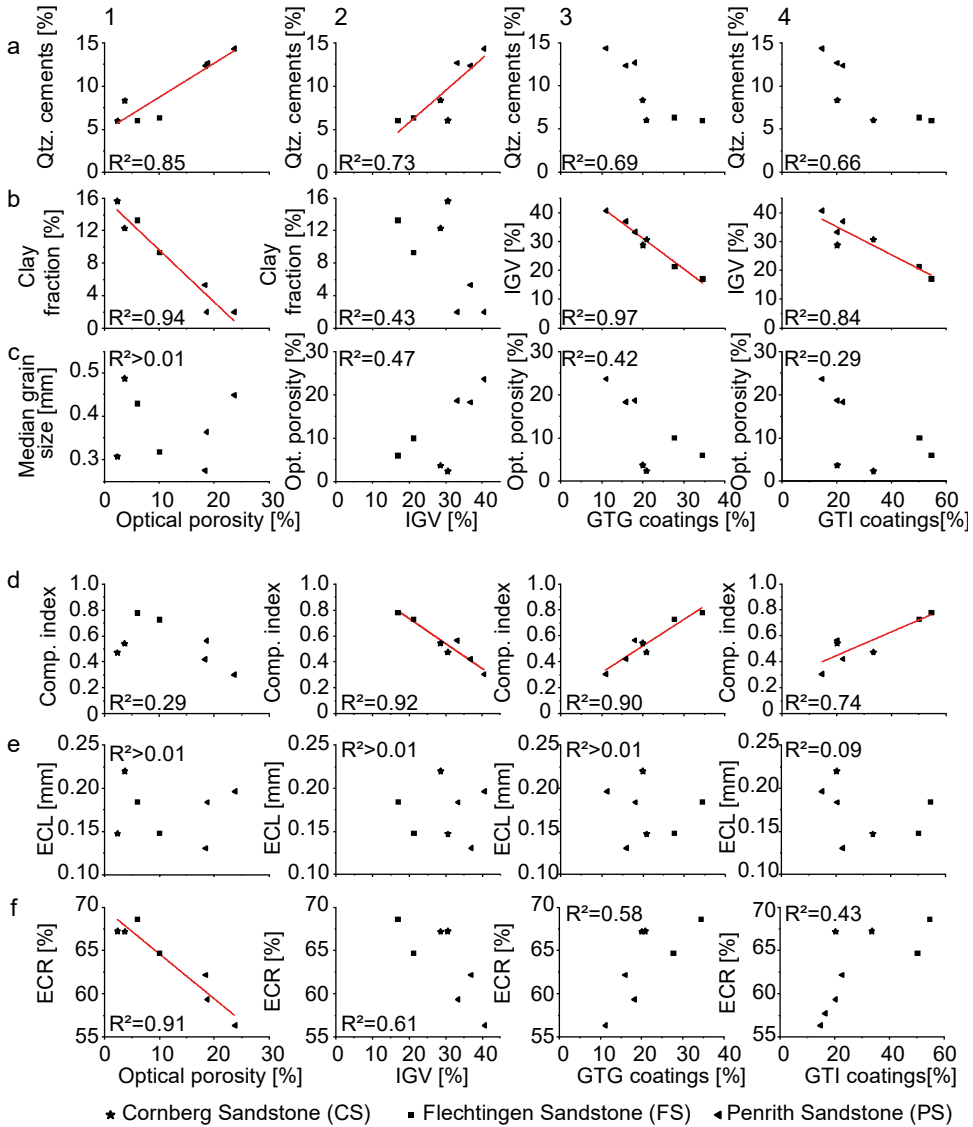 1 2 3 4
a
Qtz. cements [%]
15
10
5
0
R²=0.85
Qtz. cements [%]
15
10
5
0
R²=0.73
Qtz. cements [%]
15
10
5
0
R²=0.69
Qtz. cements [%]
15
10
5
0
R²=0.66
b
Clay
fraction [%]
16
12
8
4
0
R²=0.94
Clay
fraction [%]
16
12
8
4
0
R²=0.43
IGV [%]
40
30
20
10
0
R²=0.97
IGV [%]
40
30
20
10
0
R²=0.84
c
Median grain
size [mm]
0.5
0.4
0.3
R²>0.01
0 10 20 30
Optical porosity [%]
Opt. porosity [%]
30
20
10
0
R²=0.47
0 10 20 30 40 50
IGV [%]
Opt. porosity [%]
30
20
10
0
R²=0.42
0 10 20 30 40
GTG coatings [%]
Opt. porosity [%]
30
20
10
0
R²=0.29
0 20 40 60
GTI coatings[%]
d
Comp. index
1.0
0.8
0.6
0.4
0.2
0
R²=0.29
Comp. index
1.0
0.8
0.6
0.4
0.2
0
R²=0.92
Comp. index
1.0
0.8
0.6
0.4
0.2
0
R²=0.90
Comp. index
1.0
0.8
0.6
0.4
0.2
0
R²=0.74
e
ECL [mm]
0.25
0.20
0.15
0.10
R²>0.01
ECL [mm]
0.25
0.20
0.15
0.10
R²>0.01
ECL [mm]
0.25
0.20
0.15
0.10
R²>0.01
ECL [mm]
0.25
0.20
0.15
0.10
R²=0.09
f
ECR [%]
70
65
60
55
R²=0.91
0 10 20 30
Optical porosity [%]
ECR [%]
70
65
60
55
R²=0.61
0 10 20 30 40 50
IGV [%]
ECR [%]
70
65
60
55
R²=0.58
0 10 20 30 40
GTG coatings [%]
ECR [%]
70
65
60
55
R²=0.43
0 20 40 60
GTI coatings[%]
Cornberg Sandstone (CS) Flechtingen Sandstone (FS) Penrith Sandstone (PS)